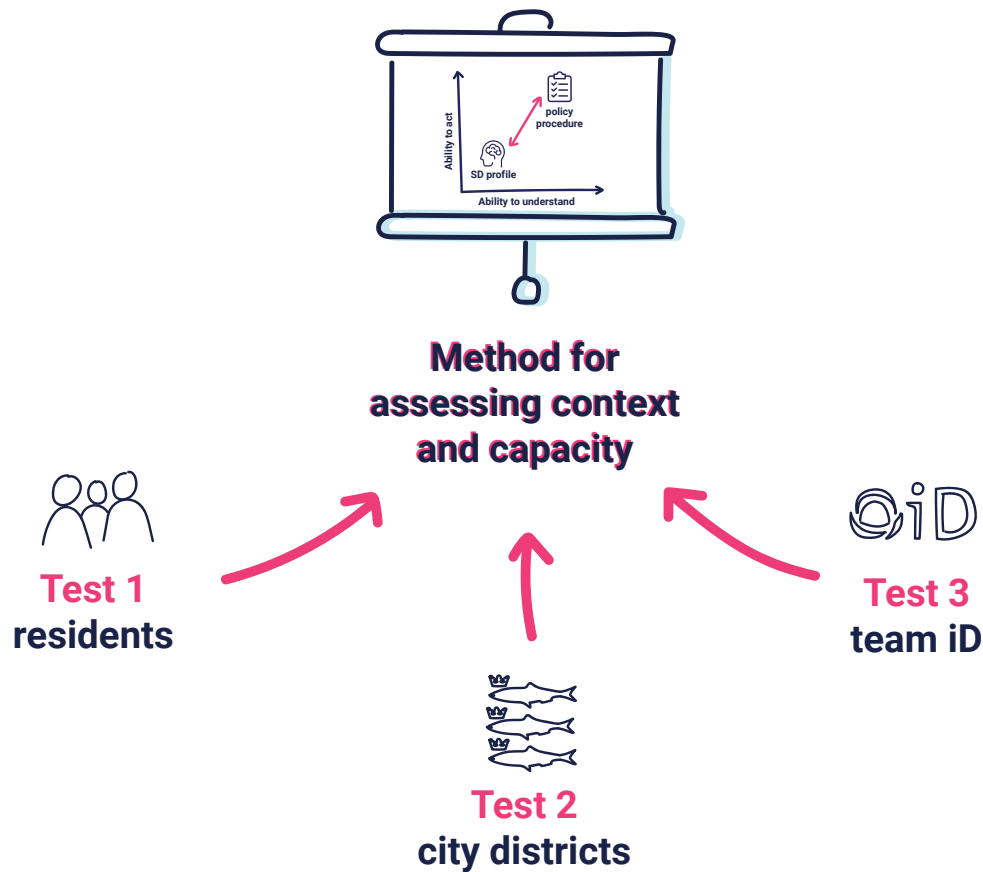 policy
procedure
Ability to act
SD profile
Ability to understand
Method for
assessing context
and capacity
iD
Test 1
residents
Test 3
team iD
Test 2
city districts